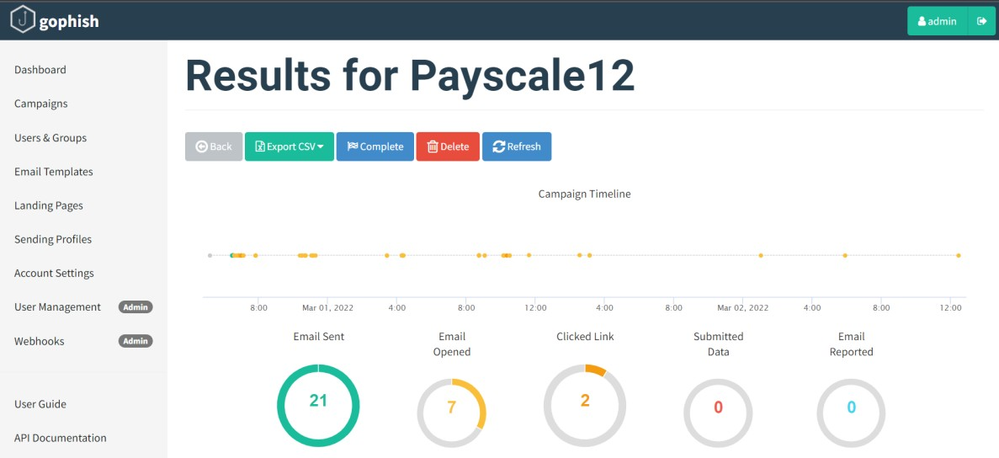 gophish
admin
Dashboard
Campaigns
Users & Groups
Email Templates
Landing Pages
Sending Profiles
Account Settings
User Management Admin
Webhooks Admin
User Guide
API Documentation
Results for Payscale12
Back Export CSV Complete Delete Refresh
Campaign Timeline
8:00 Mar 01, 2022 4:00 8:00 12:00 4:00 8:00 Mar 02, 2022 4:00 8:00 12:00
Email Sent
21
Email
Opened
7
Clicked Link
2
Submitted
Data
0
Email
Reported
0